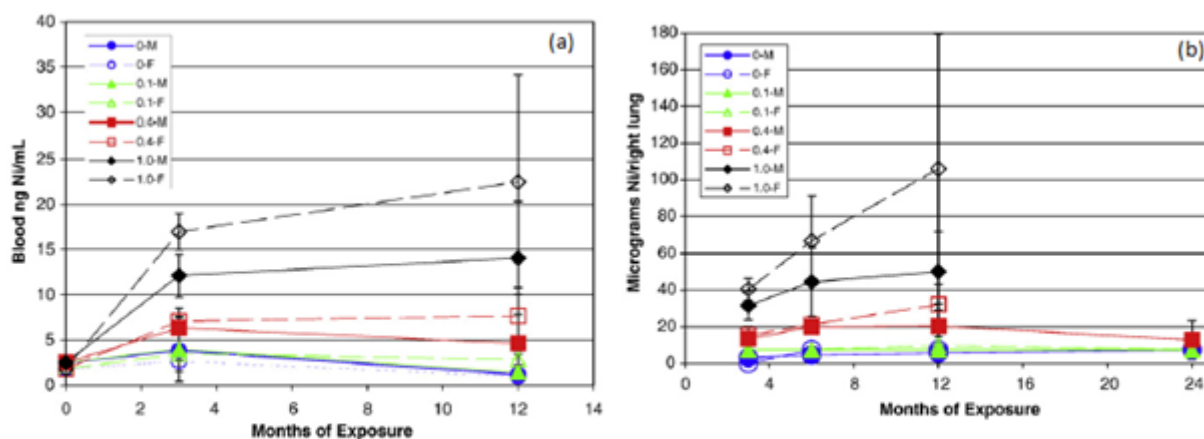 40
35
30
25
20
15
10
5
0
Blood ng Ni/mL
0-M
0-F
0.1-M
0.1-F
0.4-M
0.4-F
1.0-M
1.0-F
(a)
0 2 4 6 8 10 12 14
Months of Exposure
180
160
140
120
100
80
60
40
20
0
Micrograms Ni/right lung
0-M
0-F
0.1-M
0.1-F
0.4-M
0.4-F
1.0-M
1.0-F
(b)
0 4 8 12 16 20 24
Months of Exposure